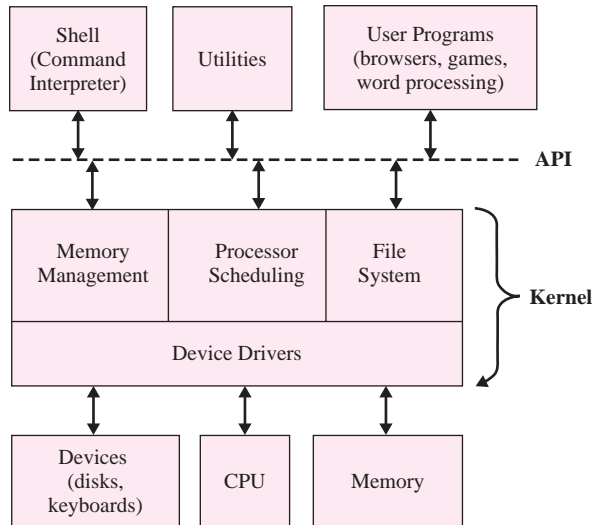 Shell
(Command
Interpreter)
Utilities
User Programs
(browsers, games,
word processing)
API
Memory
Management
Processor
Scheduling
File
System
Kernel
Device Drivers
Devices
(disks,
keyboards)
CPU
Memory